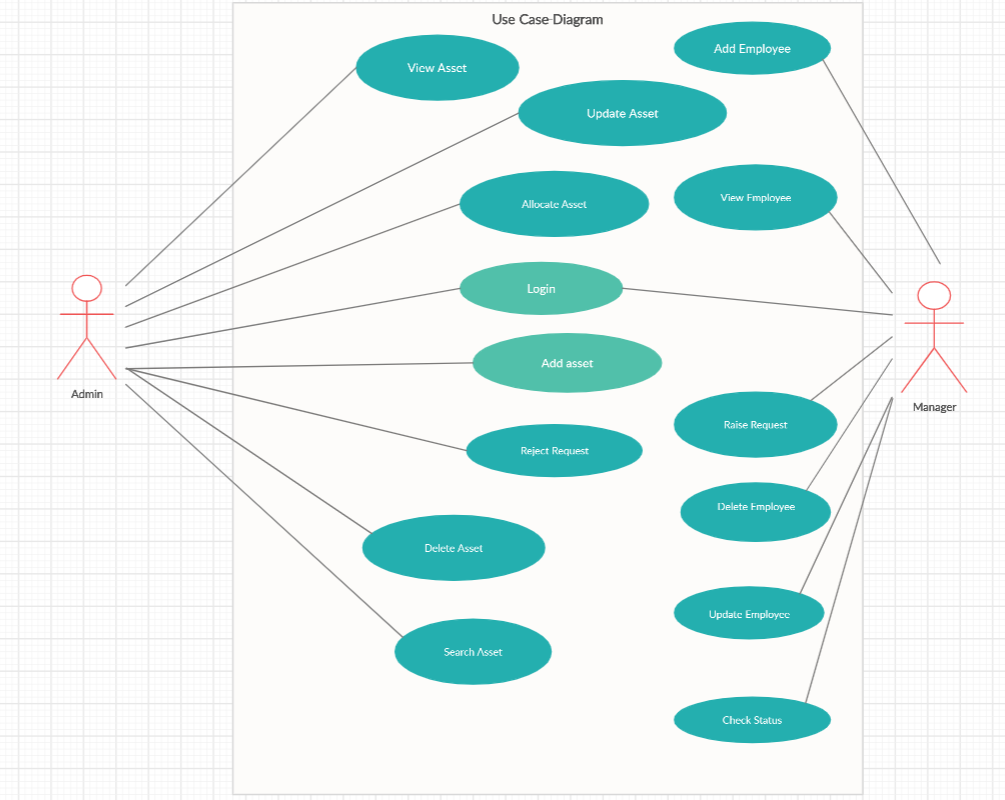 Use Case Diagram
Add Employee
View Asset
Update Asset
View Employee
Allocate Asset
Login
Add asset
Admin
Manager
Raise Request
Reject Request
Delete Employee
Delete Asset
Update Employee
Search Asset
Check Status